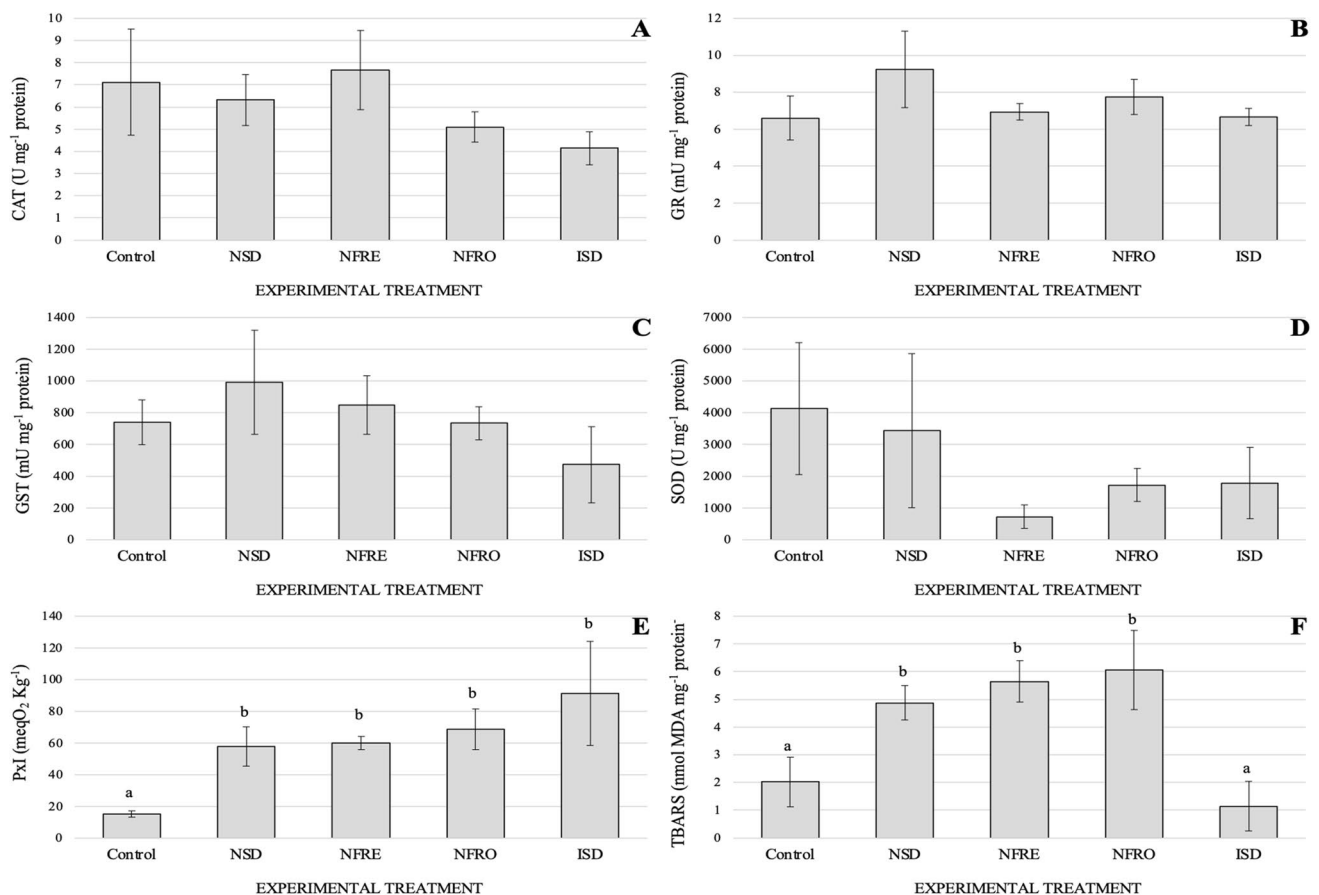 A
CAT (U mg⁻¹ protein)
10
9
8
7
6
5
4
3
2
1
0
Control NSD NFRE NFRO ISD
EXPERIMENTAL TREATMENT
B
GR (mU mg⁻¹ protein)
12
10
8
6
4
2
0
Control NSD NFRE NFRO ISD
EXPERIMENTAL TREATMENT
C
GST (mU mg⁻¹ protein)
1400
1200
1000
800
600
400
200
0
Control NSD NFRE NFRO ISD
EXPERIMENTAL TREATMENT
D
SOD (U mg⁻¹ protein)
7000
6000
5000
4000
3000
2000
1000
0
Control NSD NFRE NFRO ISD
EXPERIMENTAL TREATMENT
E
PxI (meqO₂ Kg⁻¹)
140
120
100
80
60
40
20
0
a b b b b
Control NSD NFRE NFRO ISD
EXPERIMENTAL TREATMENT
F
TBARS (nmol MDA mg⁻¹ protein⁻
8
7
6
5
4
3
2
1
0
a b b b a
Control NSD NFRE NFRO ISD
EXPERIMENTAL TREATMENT